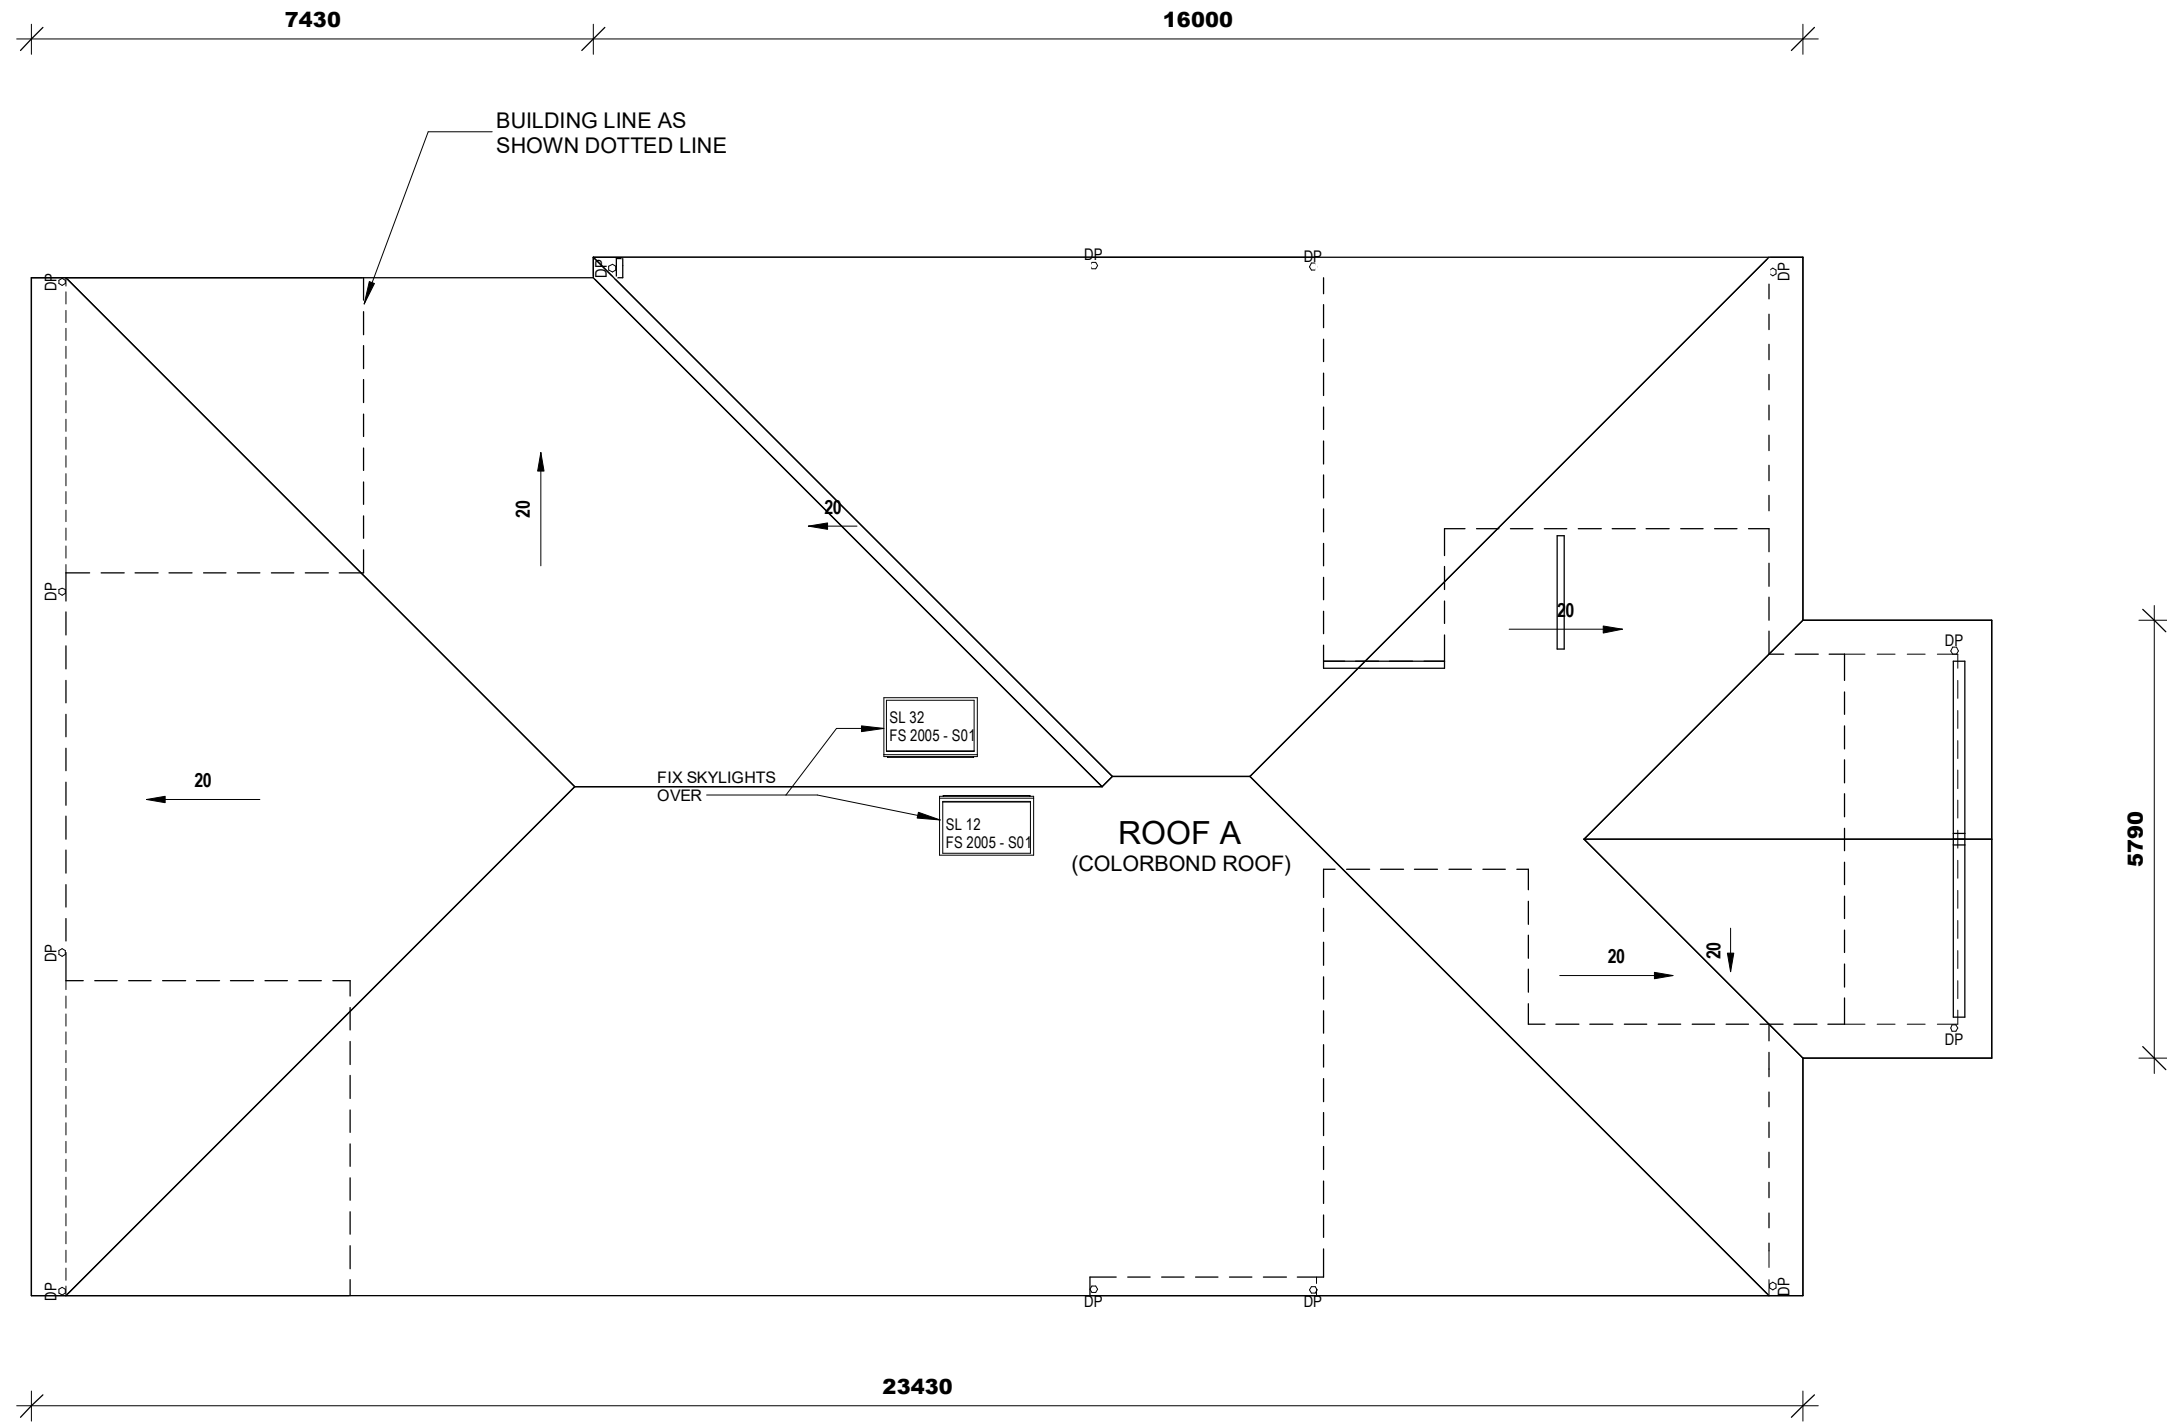 7430
16000
BUILDING LINE AS
SHOWN DOTTED LINE
DP
DP
DP
DP
DP
20
20
DP
20
DP
SL 32
FS 2005 - S01
FIX SKYLIGHTS
OVER
20
SL 12
FS 2005 - S01
ROOF A
(COLORBOND ROOF)
5790
DP
20
20
DP
DP
DP
DP
DP
23430